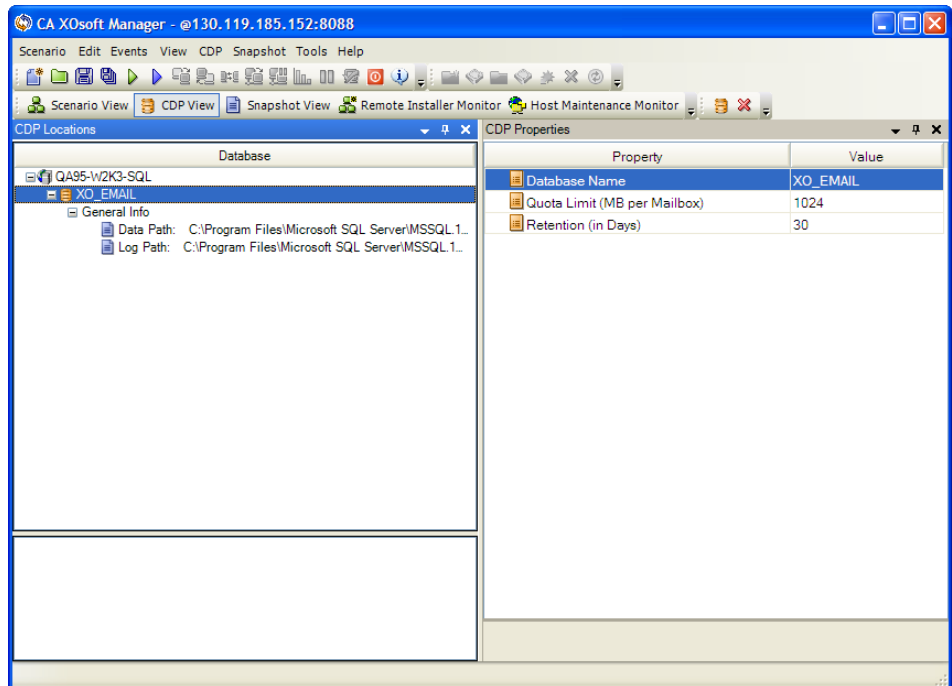 CA XOsoft Manager - @130.119.185.152:8088
Scenario Edit Events View CDP Snapshot Tools Help
Scenario View CDP View Snapshot View Remote Installer Monitor Host Maintenance Monitor
CDP Locations
Database
QA95-W2K3-SQL
XO_EMAIL
General Info
Data Path: C:\Program Files\Microsoft SQL Server\MSSQL.1...
Log Path: C:\Program Files\Microsoft SQL Server\MSSQL.1...
CDP Properties
Property Value
Database Name XO_EMAIL
Quota Limit (MB per Mailbox) 1024
Retention (in Days) 30